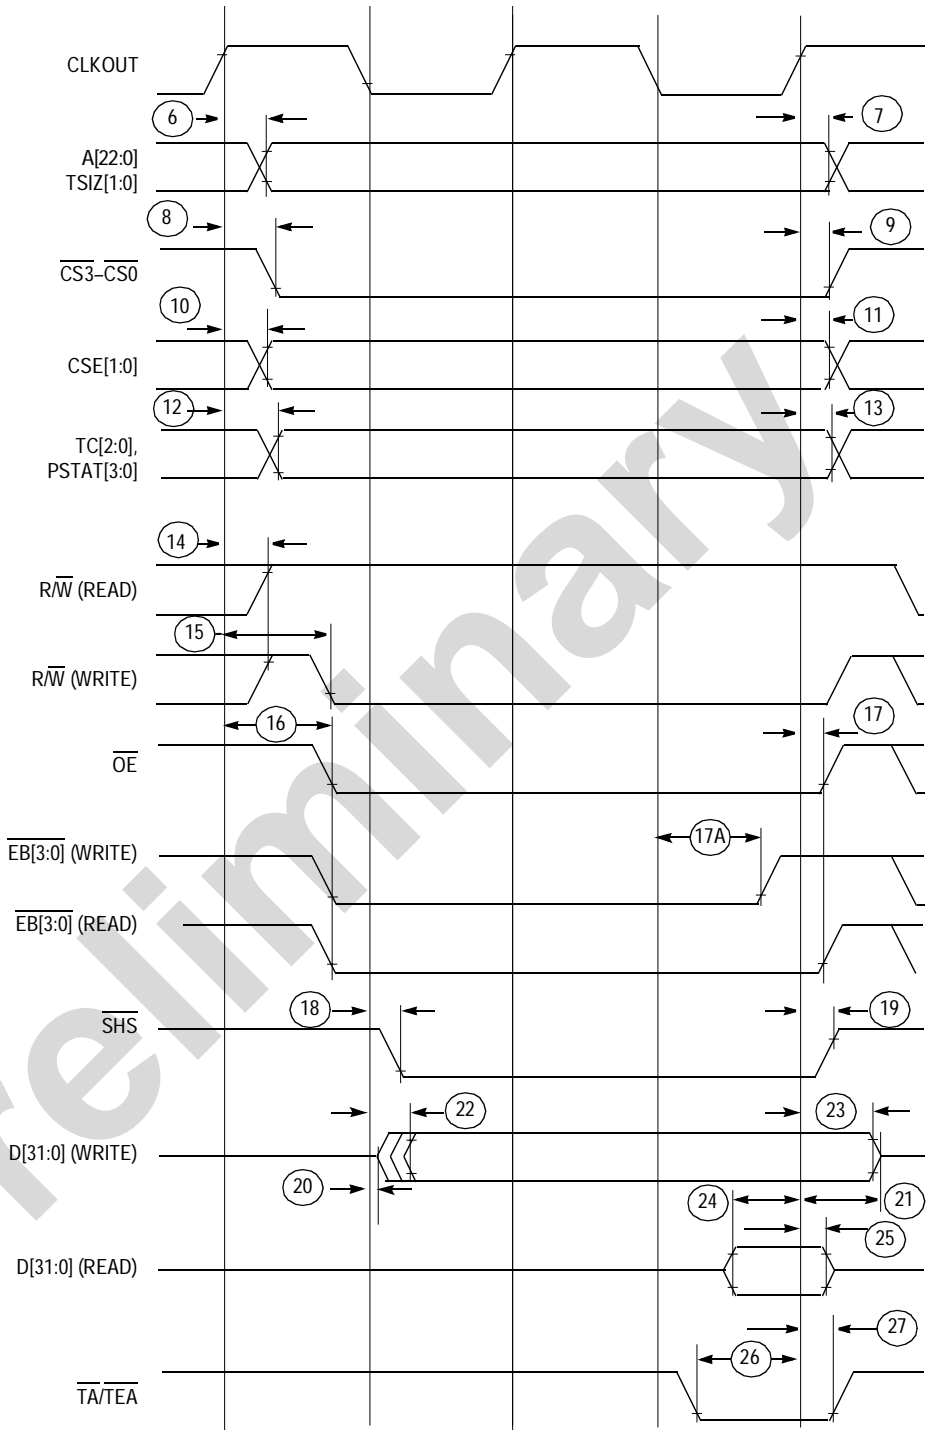 CLKOUT
6
7
A[22:0]
TSIZ[1:0]
8
9
CS3–CS0
10
11
CSE[1:0]
12
13
TC[2:0],
PSTAT[3:0]
14
R/W (READ)
15
R/W (WRITE)
16
17
OE
17A
EB[3:0] (WRITE)
EB[3:0] (READ)
18
19
SHS
22
23
D[31:0] (WRITE)
20
24
21
25
D[31:0] (READ)
27
26
TA/TEA
reliminary